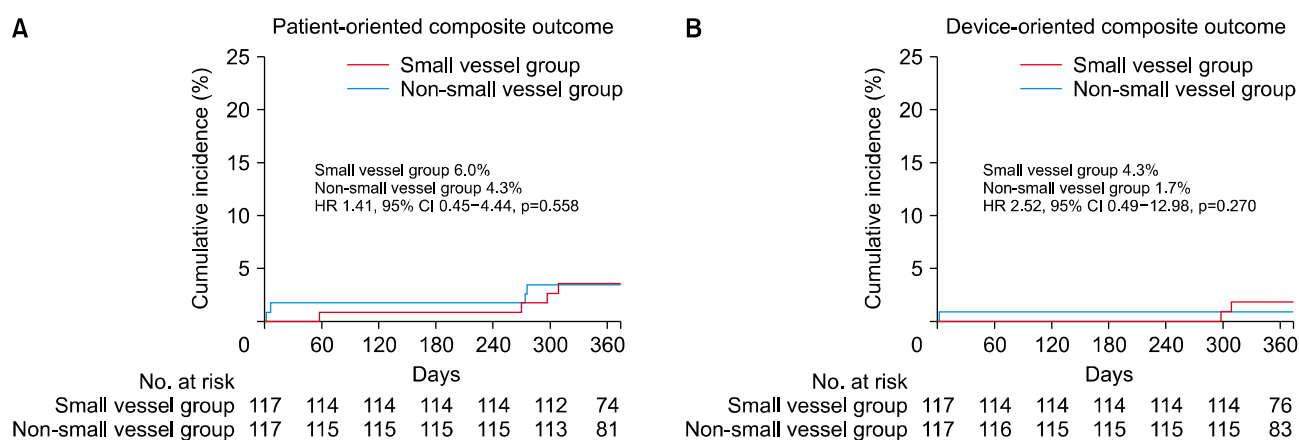 A
Patient-oriented composite outcome
Cumulative incidence (%)
25
20
15
10
5
Small vessel group
Non-small vessel group
Small vessel group 6.0%
Non-small vessel group 4.3%
HR 1.41, 95% CI 0.45–4.44, p=0.558
0 60 120 180 240 300 360
Days
No. at risk
Small vessel group 117 114 114 114 114 112 74
Non-small vessel group 117 115 115 115 115 113 81
B
Device-oriented composite outcome
Cumulative incidence (%)
25
20
15
10
5
Small vessel group
Non-small vessel group
Small vessel group 4.3%
Non-small vessel group 1.7%
HR 2.52, 95% CI 0.49–12.98, p=0.270
0 60 120 180 240 300 360
Days
No. at risk
Small vessel group 117 114 114 114 114 114 76
Non-small vessel group 117 116 115 115 115 115 83